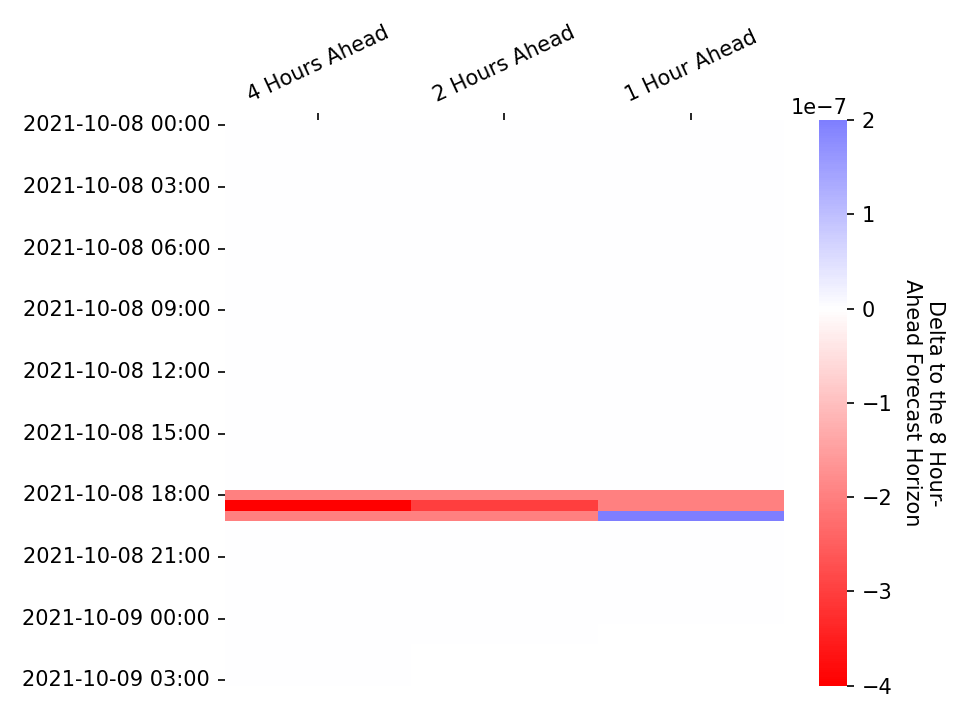 4 Hours Ahead
2 Hours Ahead
1 Hour Ahead
2021-10-08 00:00
2021-10-08 03:00
2021-10-08 06:00
2021-10-08 09:00
2021-10-08 12:00
2021-10-08 15:00
2021-10-08 18:00
2021-10-08 21:00
2021-10-09 00:00
2021-10-09 03:00
1e−7
2
1
0
−1
−2
−3
−4
Delta to the 8 Hour-
Ahead Forecast Horizon